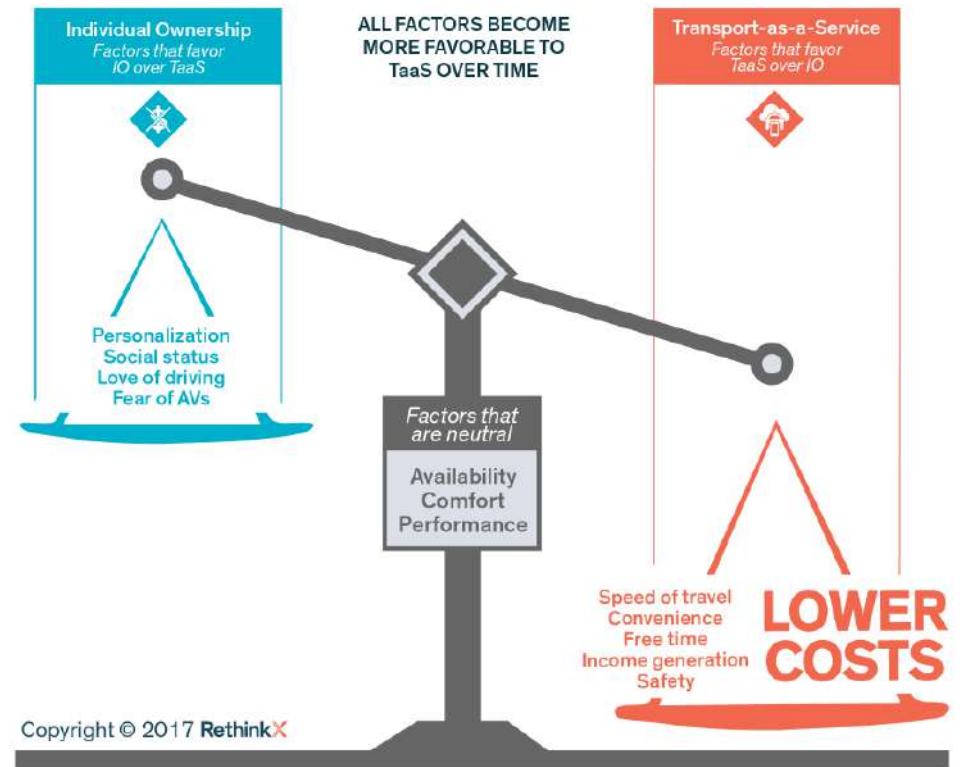 Individual Ownership
Factors that favor
IO over TaaS
ALL FACTORS BECOME
MORE FAVORABLE TO
TaaS OVER TIME
Transport-as-a-Service
Factors that favor
TaaS over IO
Personalization
Social status
Love of driving
Fear of AVs
Factors that
are neutral
Availability
Comfort
Performance
Speed of travel
Convenience
Free time
Income generation
Safety
LOWER
COSTS
Copyright © 2017 RethinkX